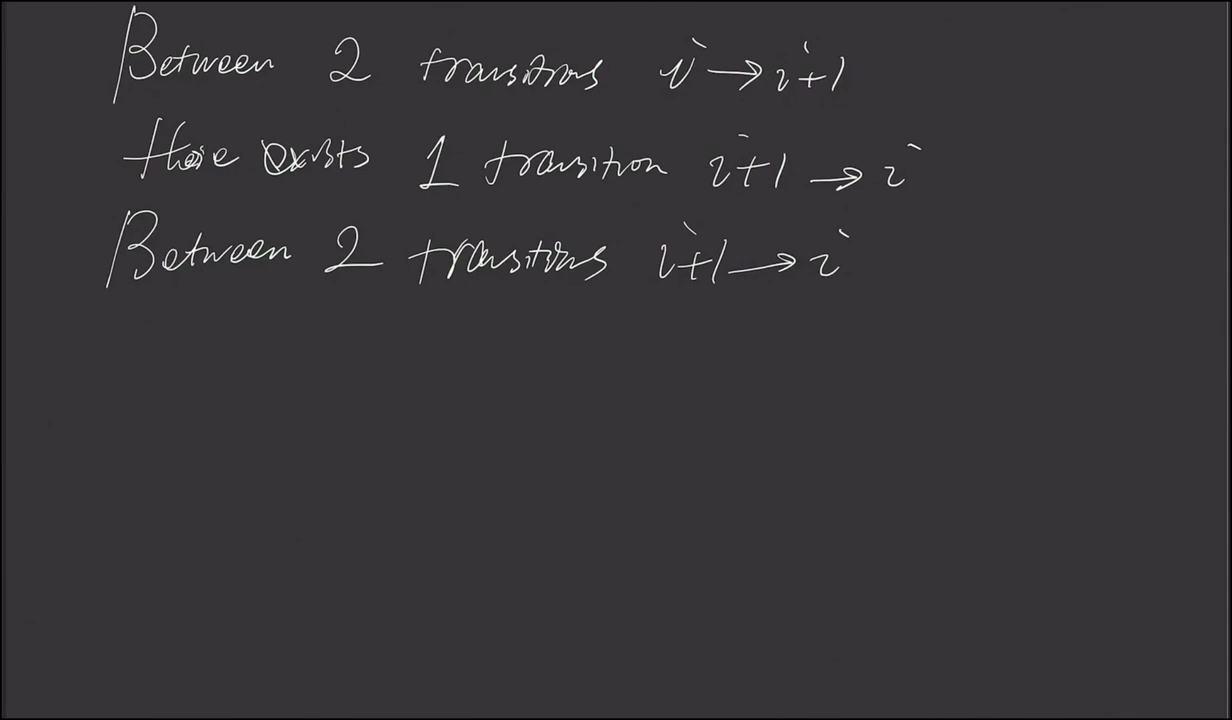 Between 2 transitions i → i+1
there exists 1 transition i+1 → i
Between 2 transitions i+1 → i